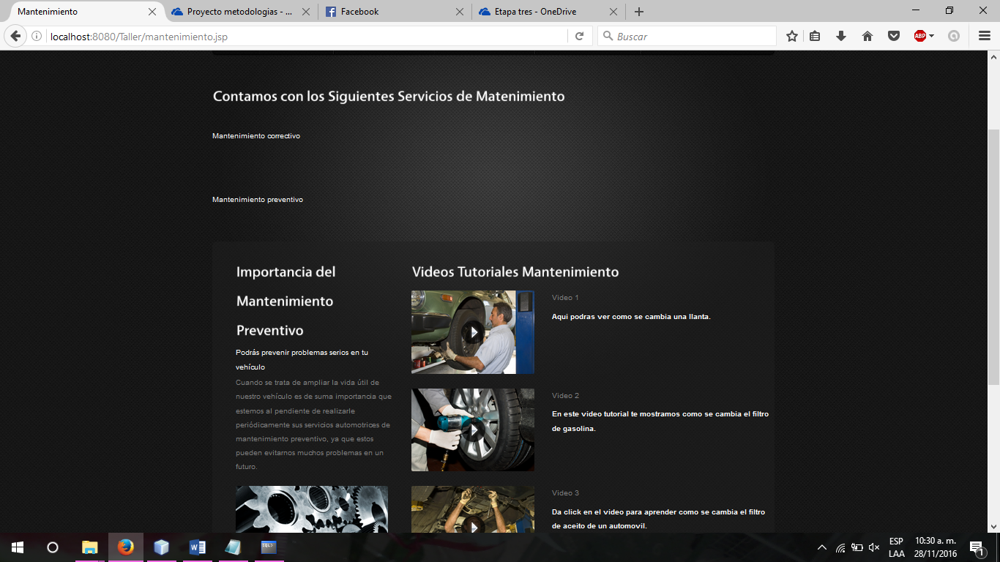 Mantenimiento
Proyecto metodologias - ...
Facebook
Etapa tres - OneDrive
localhost:8080/Taller/mantenimiento.jsp
Buscar
ABP
Contamos con los Siguientes Servicios de Matenimiento
Mantenimiento correctivo
Mantenimiento preventivo
Importancia del
Mantenimiento
Preventivo
Podrás prevenir problemas serios en tu
vehículo
Cuando se trata de ampliar la vida útil de
nuestro vehículo es de suma importancia que
estemos al pendiente de realizarle
periódicamente sus servicios automotrices de
mantenimiento preventivo, ya que estos
pueden evitarnos muchos problemas en un
futuro.
Videos Tutoriales Mantenimiento
Video 1
Aqui podras ver como se cambia una llanta.
Video 2
En este video tutorial te mostramos como se cambia el filtro
de gasolina.
Video 3
Da click en el video para aprender como se cambia el filtro
de aceito de un automovil.
SQL>
ESP
LAA
10:30 a. m.
28/11/2016
1